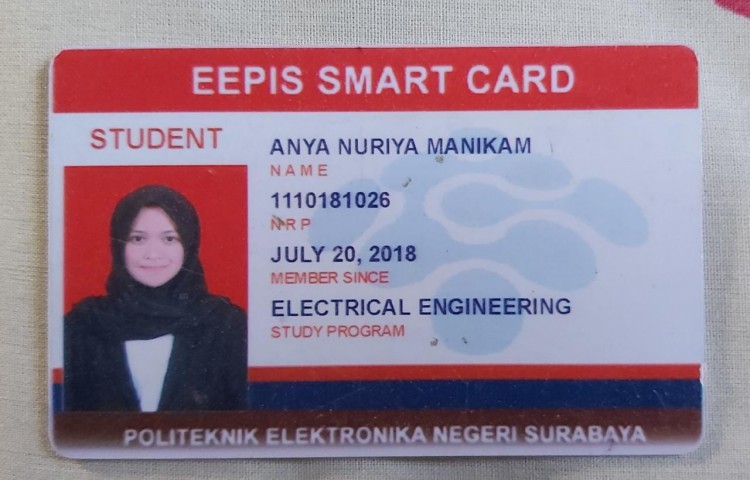 EEPIS SMART CARD
STUDENT
ANYA NURIYA MANIKAM
NAME
1110181026
NRP
JULY 20, 2018
MEMBER SINCE
ELECTRICAL ENGINEERING
STUDY PROGRAM
POLITEKNIK ELEKTRONIKA NEGERI SURABAYA